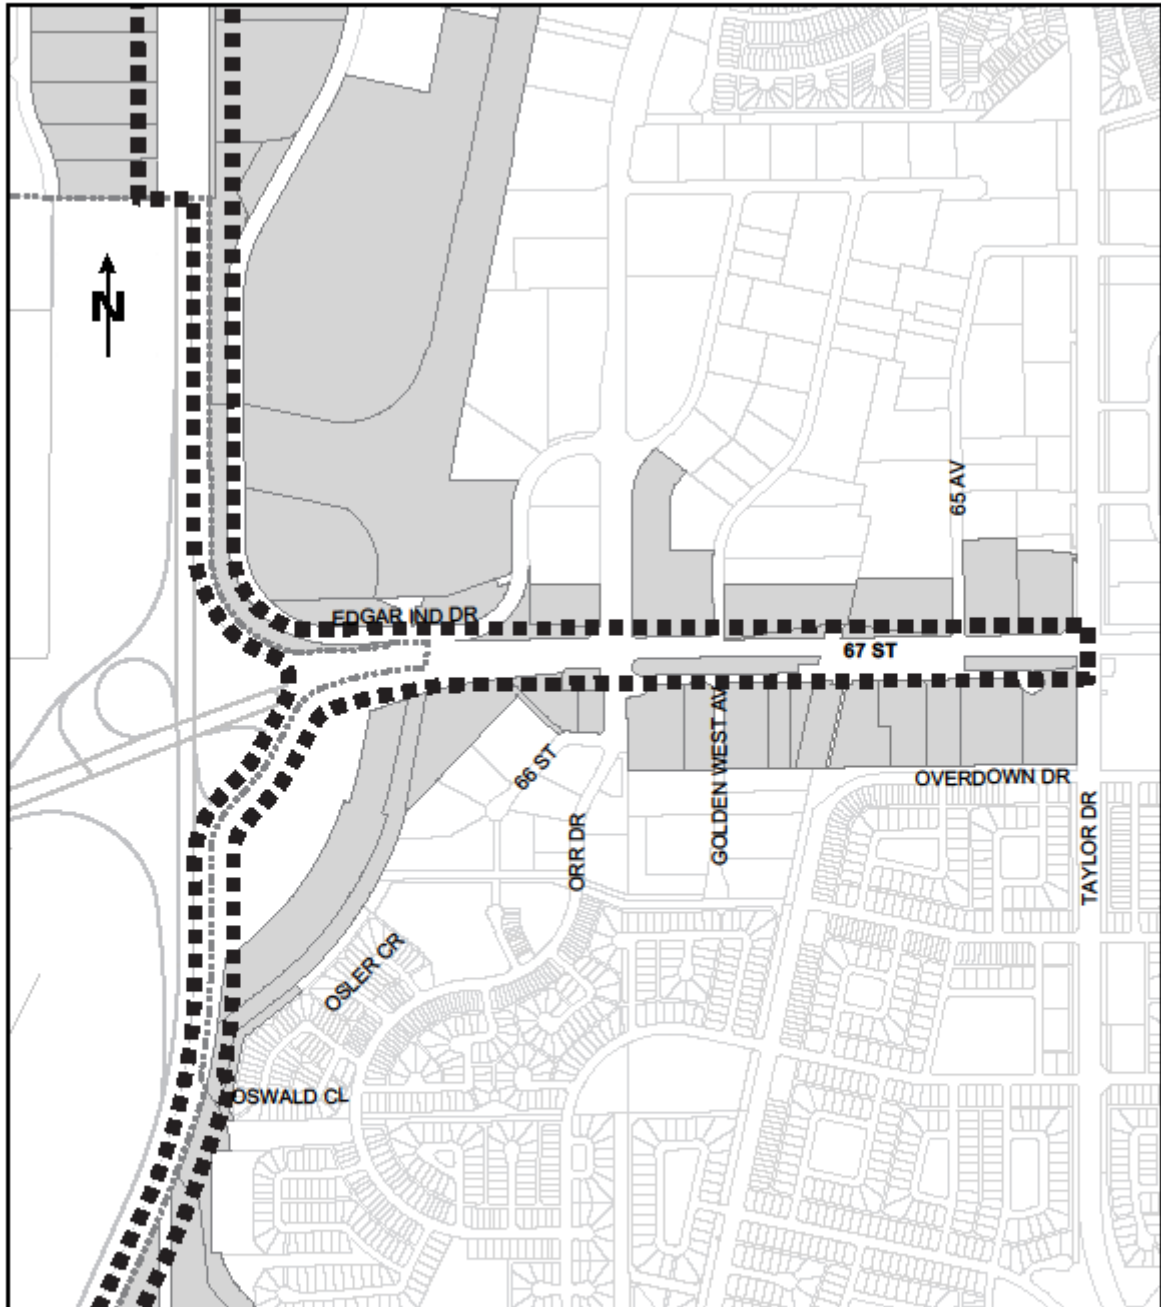 N
65 AV
EDGAR IND DR
67 ST
66 ST
GOLDEN WEST AV
OVERDOWN DR
ORR DR
TAYLOR DR
OSLER CR
OSWALD CL